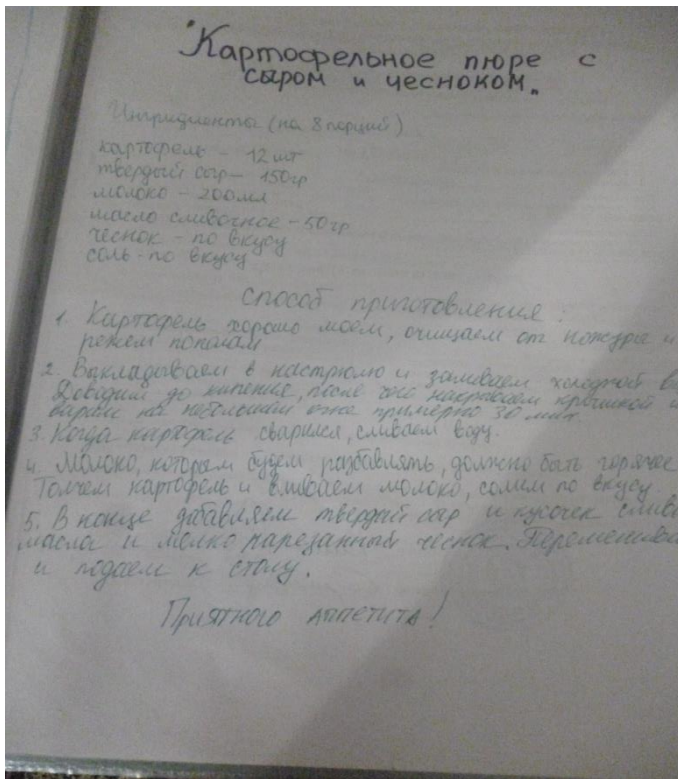 "Картофельное пюре с
сыром и чесноком"
Ингридиенты (на 8 порций)
картофель - 12 шт
твердый сыр - 150гр
молоко - 200мл
масло сливочное - 50гр
чеснок - по вкусу
соль - по вкусу
Способ приготовления:
1. Картофель хорошо моем, очищаем от кожуры и
режем пополам
2. Выкладываем в кастрюлю и заливаем холодной в
Доводим до кипения, после чего накрываем крышкой и
варим на небольшом огне примерно 30 мин.
3. Когда картофель сварился, сливаем воду.
4. Молоко, которым будем разбавлять, должно быть горячее
Толчем картофель и вливаем молоко, солим по вкусу.
5. В конце добавляем твердый сыр и кусочек слив
масла и мелко нарезанный чеснок. Перемешива
и подаем к столу.
Приятного аппетита!